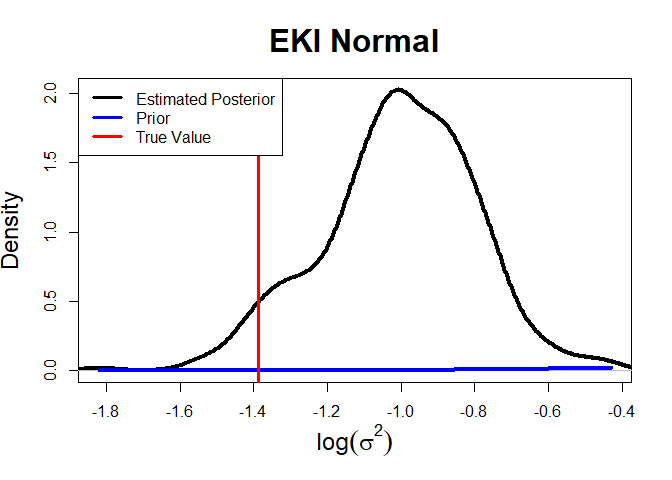 EKI Normal
Estimated Posterior
Prior
True Value
Density
2.0
1.5
1.0
0.5
0.0
-1.8 -1.6 -1.4 -1.2 -1.0 -0.8 -0.6 -0.4
log(σ²)